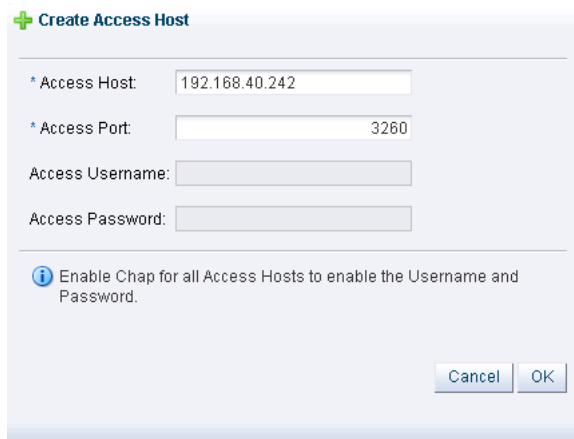 Create Access Host
* Access Host: 192.168.40.242
* Access Port: 3260
Access Username:
Access Password:
Enable Chap for all Access Hosts to enable the Username and
Password.
Cancel OK